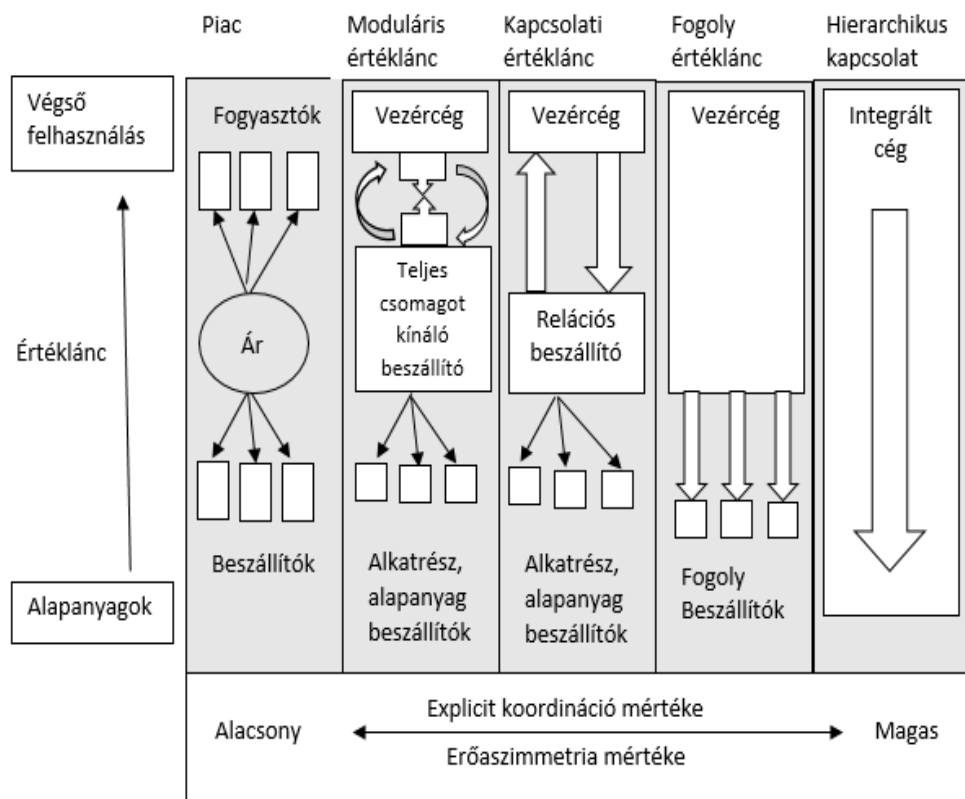 Piac
Moduláris
értéklánc
Kapcsolati
értéklánc
Fogoly
értéklánc
Hierarchikus
kapcsolat
Végső
felhasználás
Értéklánc
Alapanyagok
Fogyasztók
Ár
Beszállítók
Vezércég
Teljes
csomagot
kínáló
beszállító
Alkatrész,
alapanyag
beszállítók
Vezércég
Relációs
beszállító
Alkatrész,
alapanyag
beszállítók
Vezércég
Fogoly
Beszállítók
Integrált
cég
Alacsony
Explicit koordináció mértéke
Erőaszimmetria mértéke
Magas